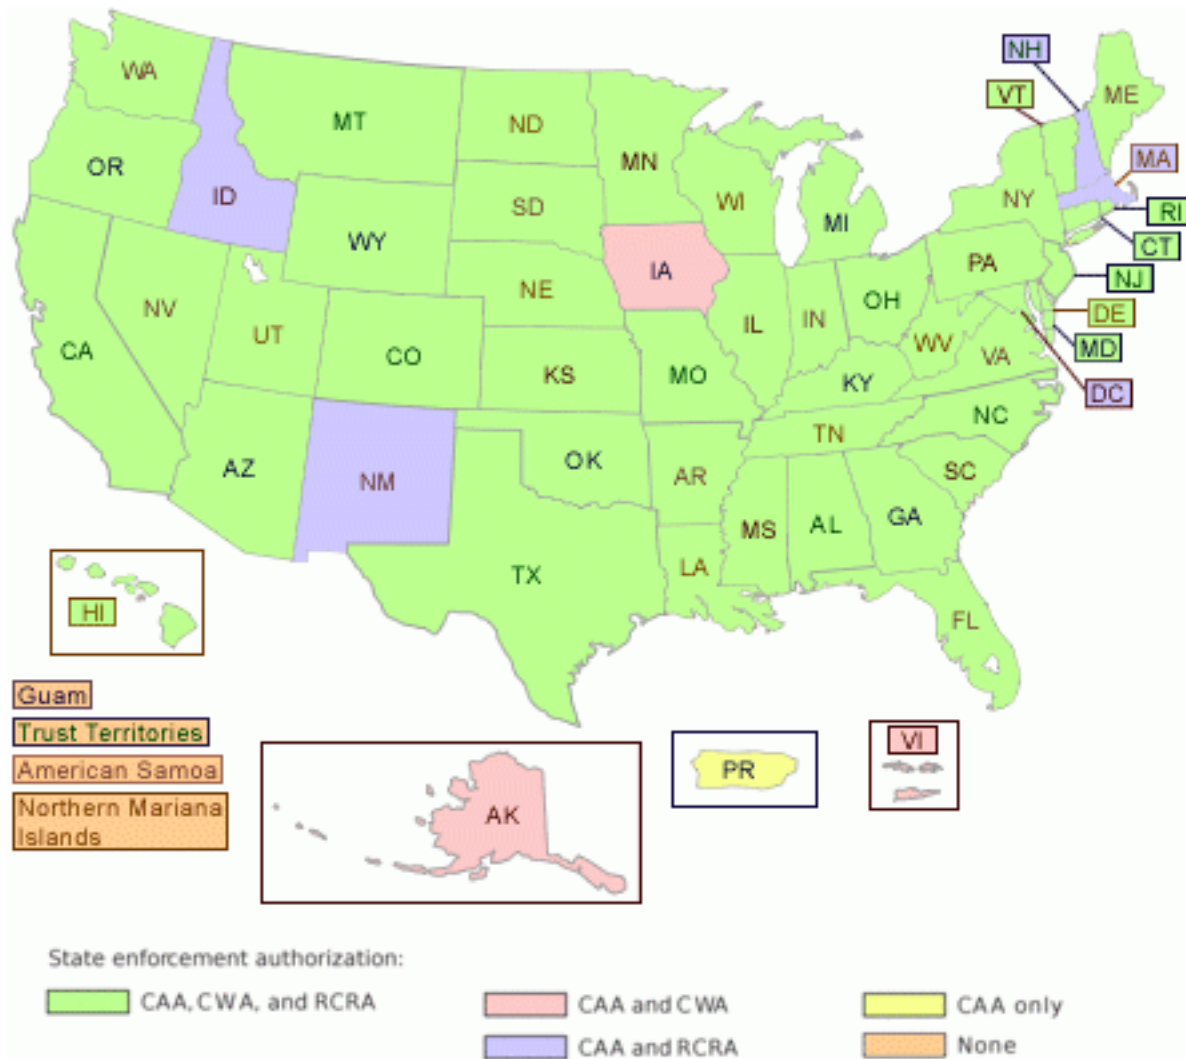 NH
VT
ME
WA
MT
ND
MN
MA
OR
ID
SD
WI
NY
MI
RI
WY
CT
IA
PA
NJ
NE
OH
NV
UT
IL
IN
DE
WV
MD
CA
CO
KS
MO
KY
VA
DC
NC
TN
AZ
NM
OK
AR
SC
MS
AL
GA
TX
LA
HI
FL
Guam
Trust Territories
American Samoa
Northern Mariana
Islands
VI
PR
AK
State enforcement authorization:
CAA, CWA, and RCRA
CAA and CWA
CAA only
CAA and RCRA
None